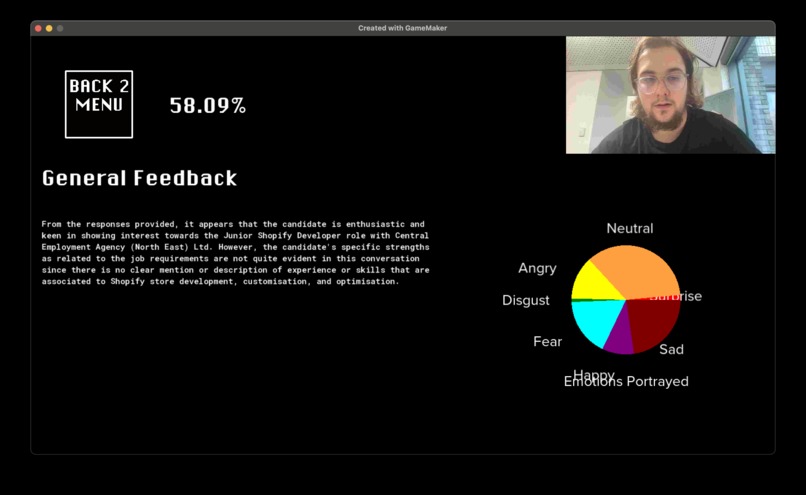 Created with GameMaker
BACK 2
MENU
58.09%
General Feedback
From the responses provided, it appears that the candidate is enthusiastic and
keen in showing interest towards the Junior Shopify Developer role with Central
Employment Agency (North East) Ltd. However, the candidate's specific strengths
as related to the job requirements are not quite evident in this conversation
since there is no clear mention or description of experience or skills that are
associated to Shopify store development, customisation, and optimisation.
Neutral
Angry
Surprise
Disgust
Fear
Sad
Happy
Emotions Portrayed